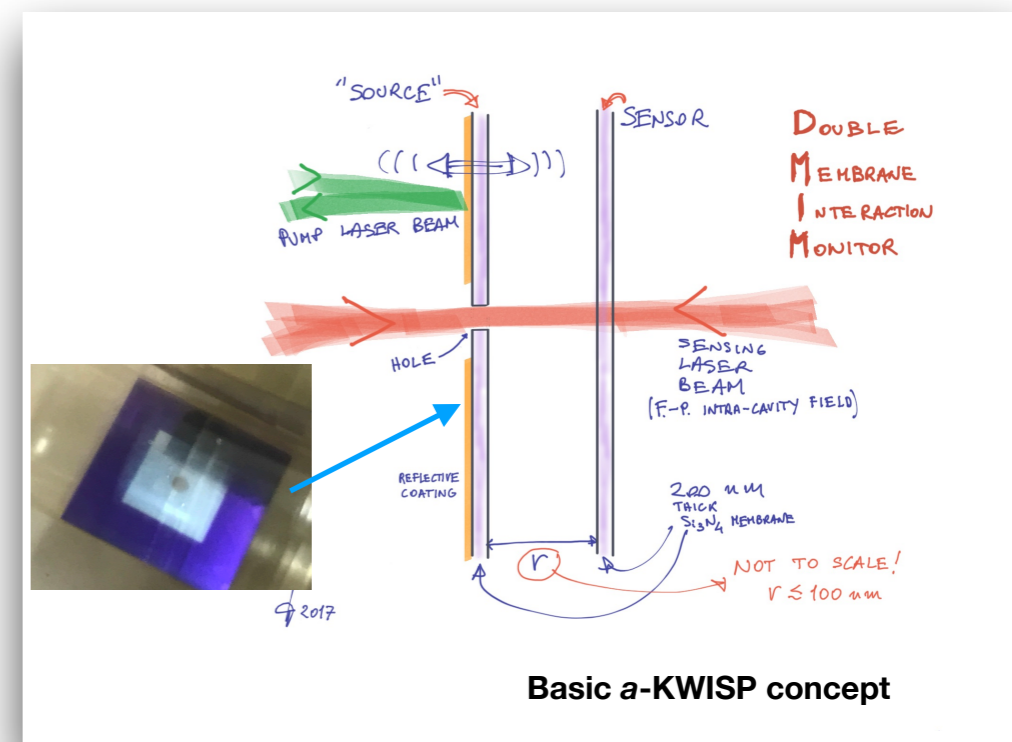 "SOURCE"
SENSOR
DOUBLE
MEMBRANE
INTERACTION
MONITOR
PUMP LASER BEAM
HOLE
SENSING
LASER
BEAM
(F.-P. INTRA-CAVITY FIELD)
REFLECTIVE
COATING
200 nm
THICK
Si₃N₄ MEMBRANE
r
NOT TO SCALE!
r ≲ 100 nm
2017
Basic a-KWISP concept